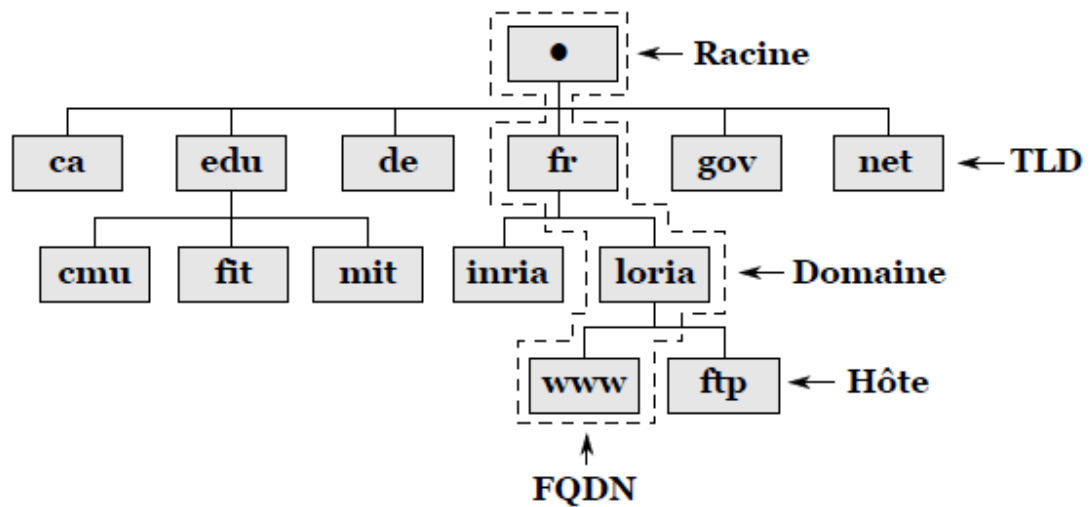 • Racine
ca edu de fr gov net TLD
cmu fit mit inria loria Domaine
www ftp Hôte
FQDN